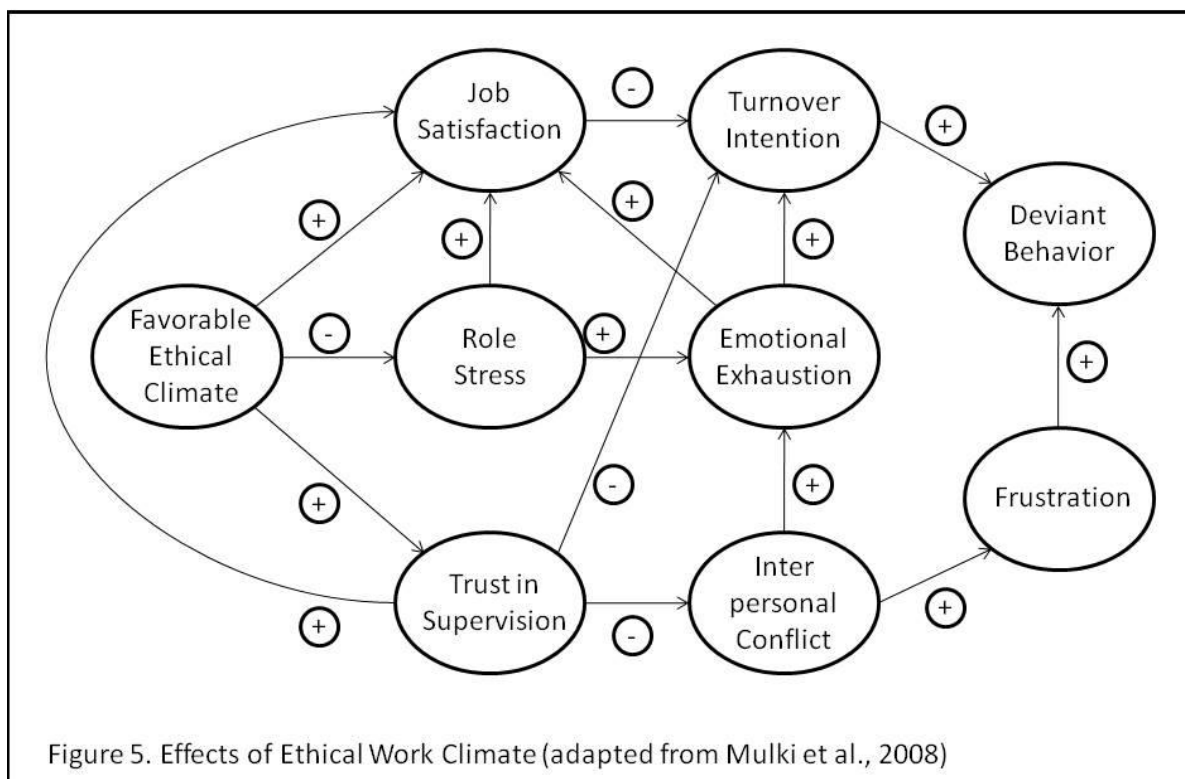 Job
Satisfaction
-
Turnover
Intention
+
Deviant
Behavior
+
+
+
+
Favorable
Ethical
Climate
-
Role
Stress
+
Emotional
Exhaustion
+
+
-
+
Frustration
Trust in
Supervision
+
-
Inter
personal
Conflict
+
Figure 5. Effects of Ethical Work Climate (adapted from Mulki et al., 2008)